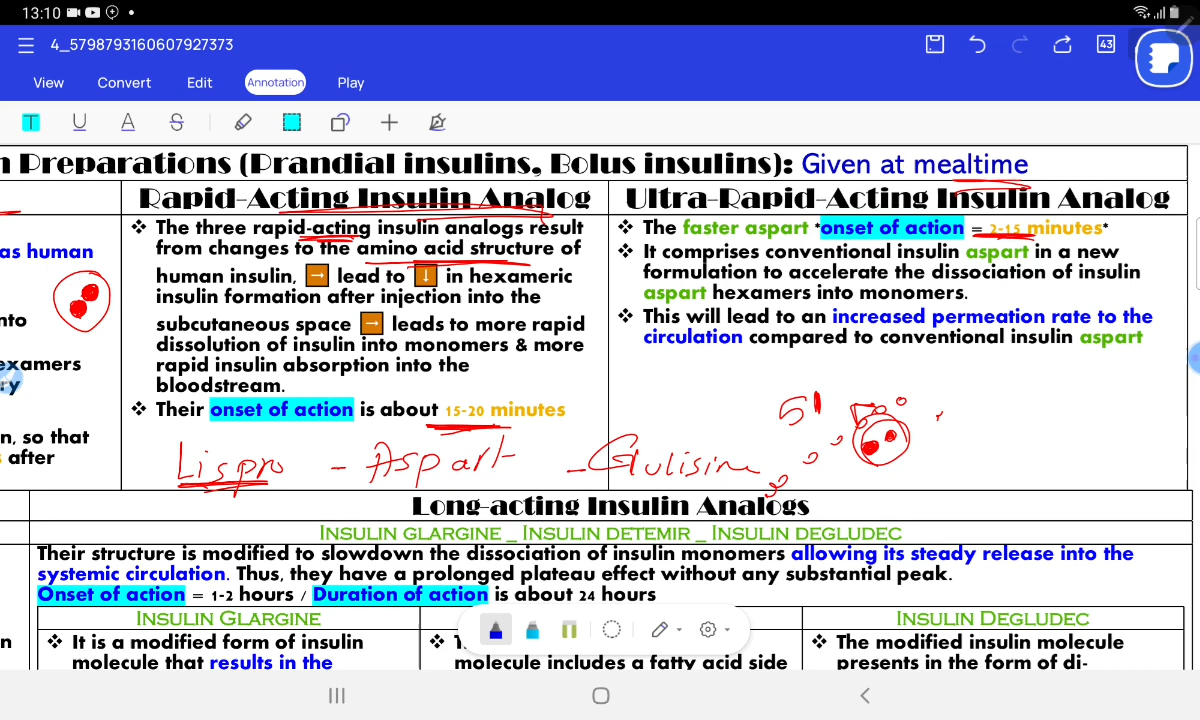 13:10
4_5798793160607927373
43
View Convert Edit Annotation Play
T U A S
n Preparations (Prandial insulins, Bolus insulins): Given at mealtime
Rapid-Acting Insulin Analog
Ultra-Rapid-Acting Insulin Analog
as human
nto
examers
ry
n, so that
after
❖ The three rapid-acting insulin analogs result
from changes to the amino acid structure of
human insulin, → lead to ↓ in hexameric
insulin formation after injection into the
subcutaneous space → leads to more rapid
dissolution of insulin into monomers & more
rapid insulin absorption into the
bloodstream.
❖ Their onset of action is about 15-20 minutes
❖ The faster aspart *onset of action = 2-15 minutes*
❖ It comprises conventional insulin aspart in a new
formulation to accelerate the dissociation of insulin
aspart hexamers into monomers.
❖ This will lead to an increased permeation rate to the
circulation compared to conventional insulin aspart
5'
Lispro - Aspart - Glulisine
Long-acting Insulin Analogs
Insulin glargine _ Insulin detemir _ Insulin degludec
Their structure is modified to slowdown the dissociation of insulin monomers allowing its steady release into the
systemic circulation. Thus, they have a prolonged plateau effect without any substantial peak.
Onset of action = 1-2 hours / Duration of action is about 24 hours
Insulin Glargine
Insulin Degludec
n
❖ It is a modified form of insulin
molecule that results in the
❖ T
molecule includes a fatty acid side
❖ The modified insulin molecule
presents in the form of di-